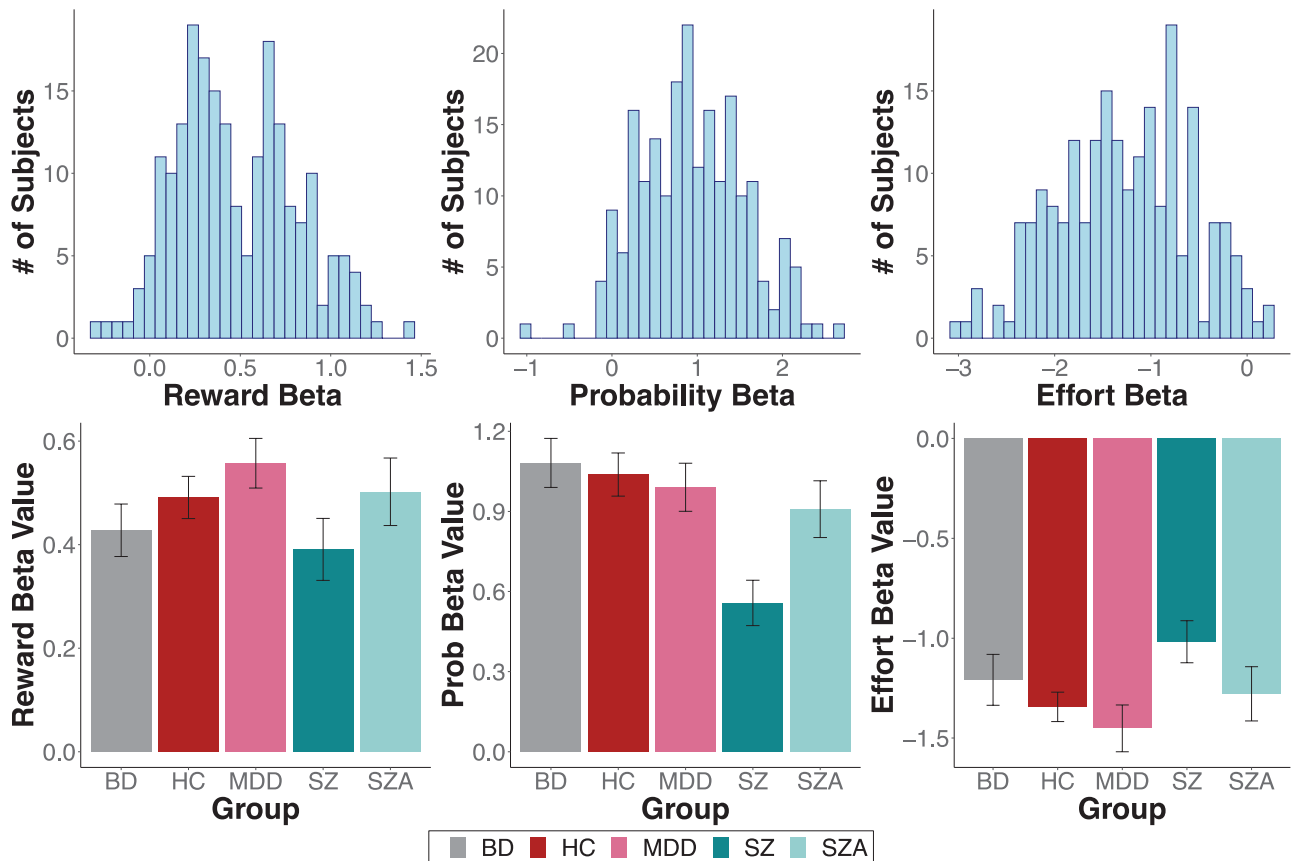 # of Subjects
15
10
5
0
0.0 0.5 1.0 1.5
Reward Beta
# of Subjects
20
15
10
5
0
−1 0 1 2
Probability Beta
# of Subjects
15
10
5
0
−3 −2 −1 0
Effort Beta
Reward Beta Value
0.6
0.4
0.2
0.0
BD HC MDD SZ SZA
Group
Prob Beta Value
1.2
0.9
0.6
0.3
0.0
BD HC MDD SZ SZA
Group
Effort Beta Value
0.0
−0.5
−1.0
−1.5
BD HC MDD SZ SZA
Group
BD HC MDD SZ SZA